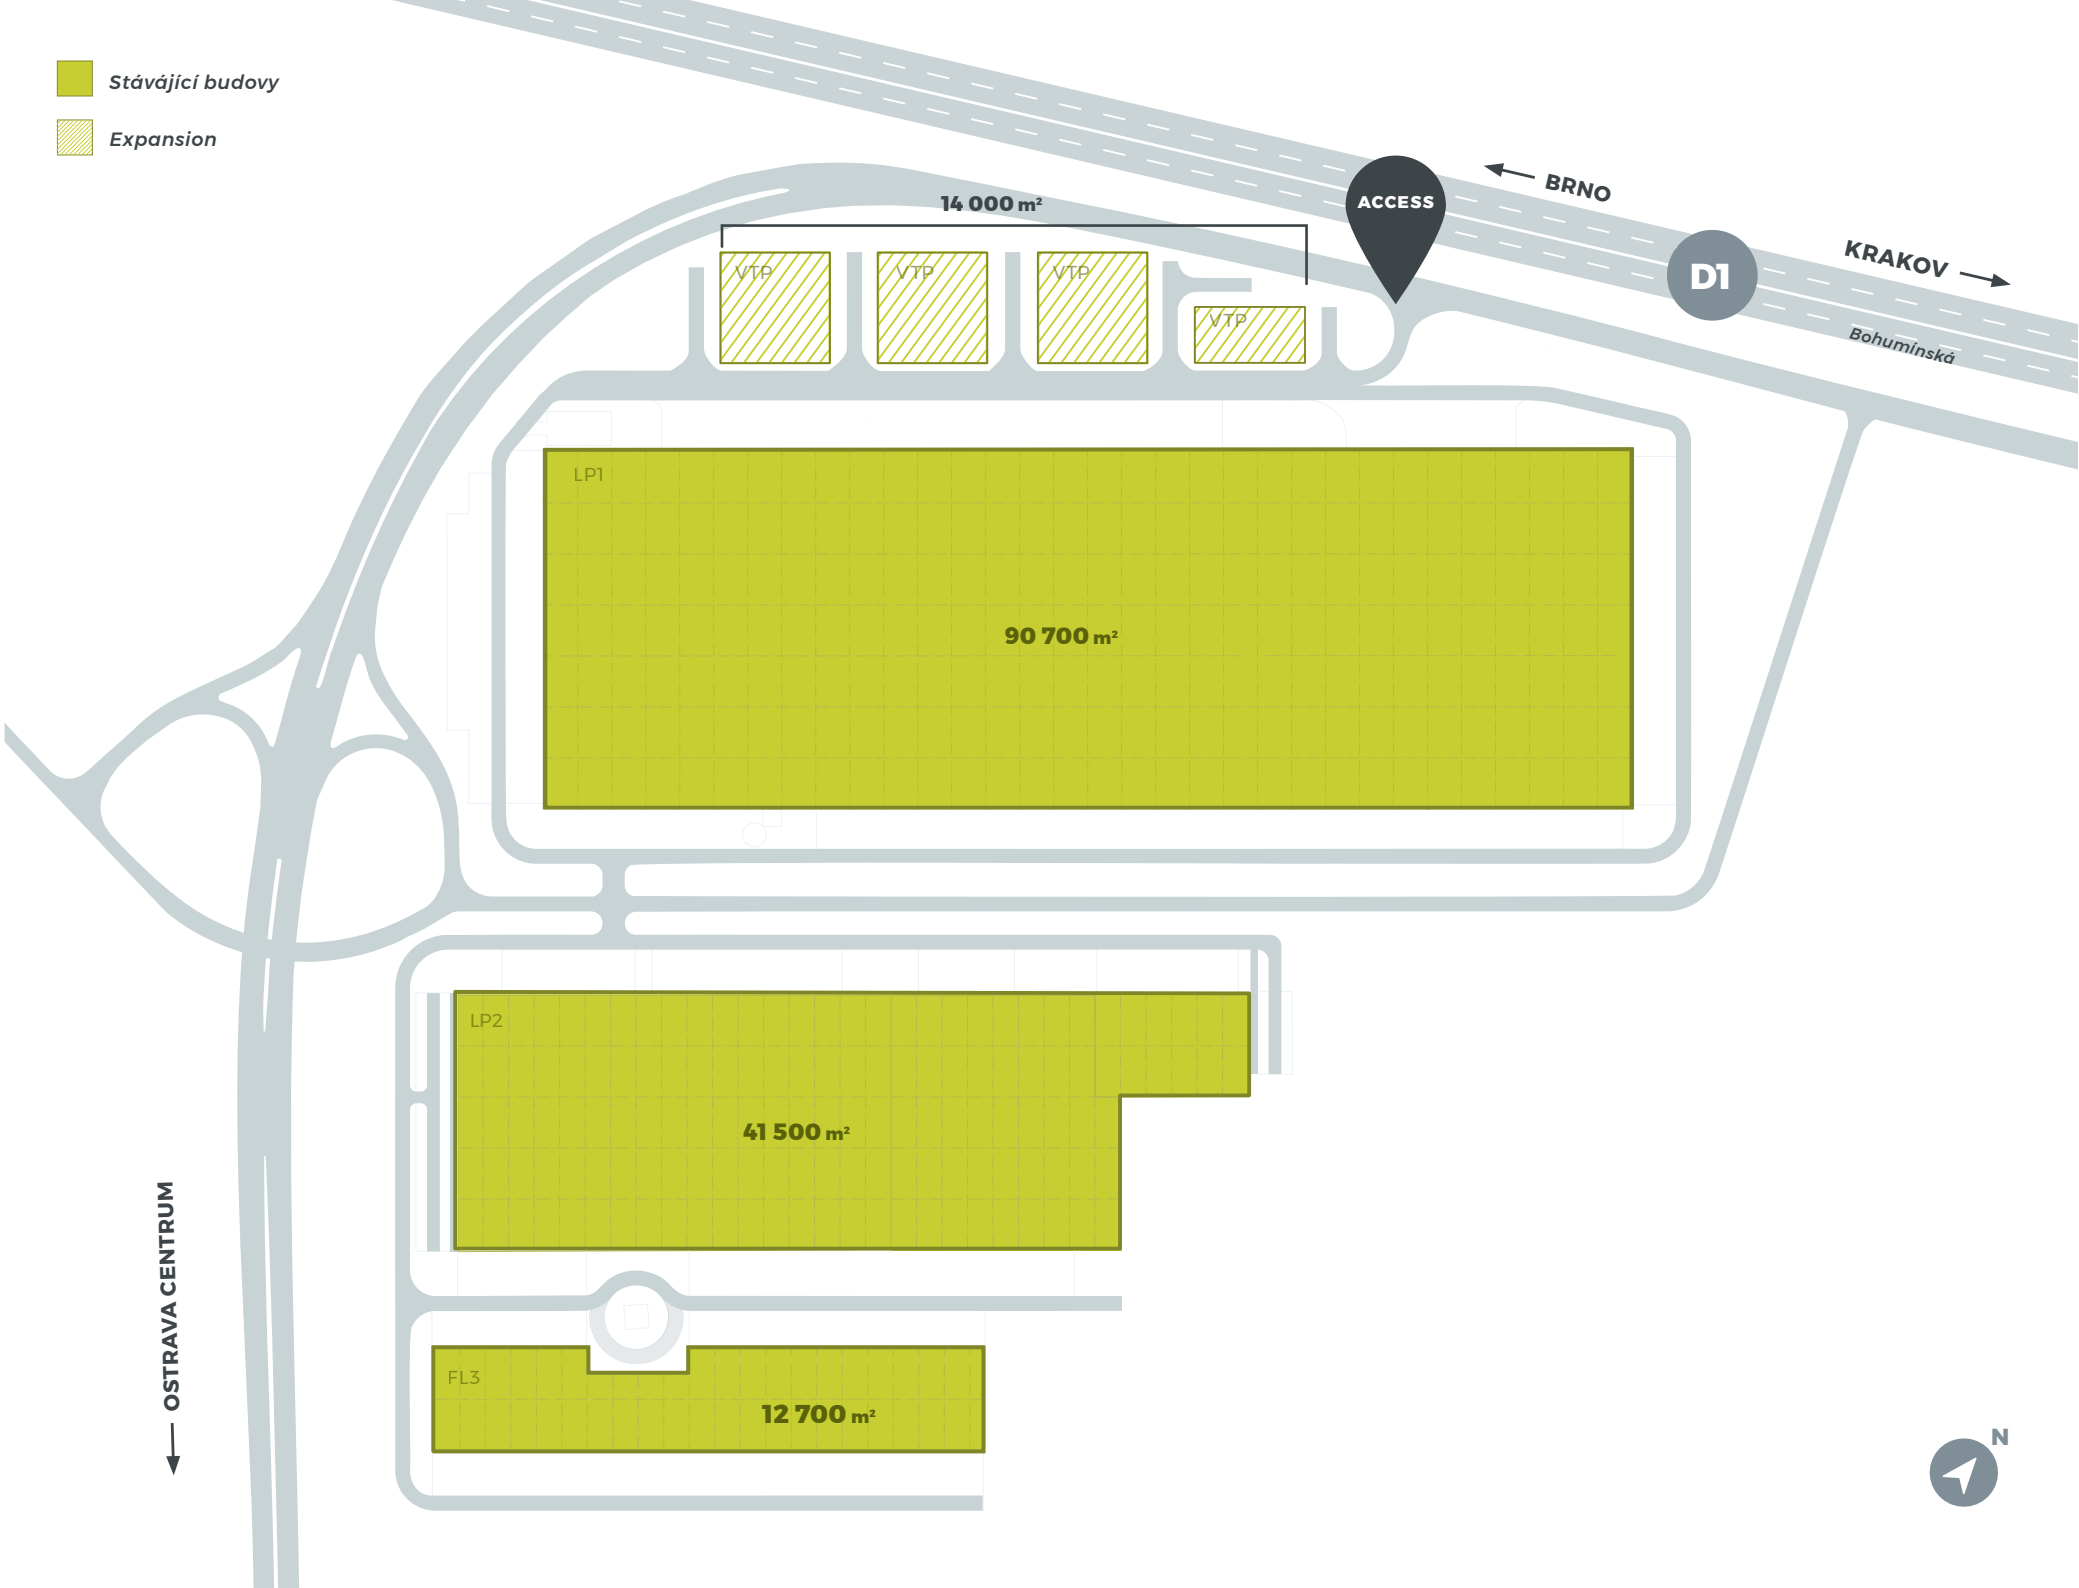 Stávájící budovy
Expansion
14 000 m²
ACCESS
BRNO
KRAKOV
D1
Bohumínská
VTP
VTP
VTP
VTP
LP1
90 700 m²
LP2
41 500 m²
OSTRAVA CENTRUM
FL3
12 700 m²
N